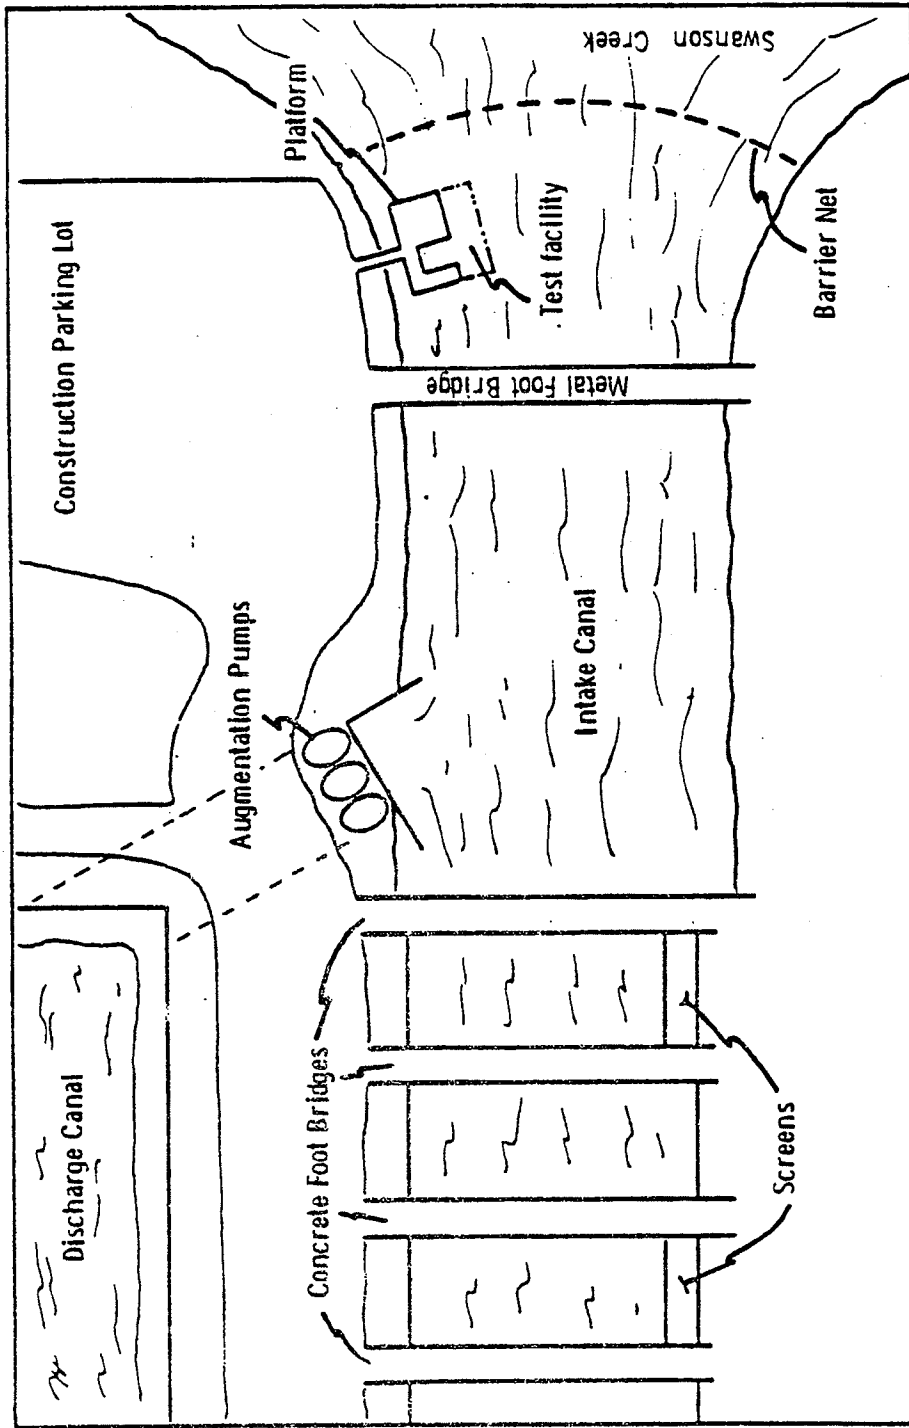 Swanson Creek
Platform
Construction Parking Lot
Test facility
Barrier Net
Metal Foot Bridge
Augmentation Pumps
Intake Canal
Discharge Canal
Concrete Foot Bridges
Screens